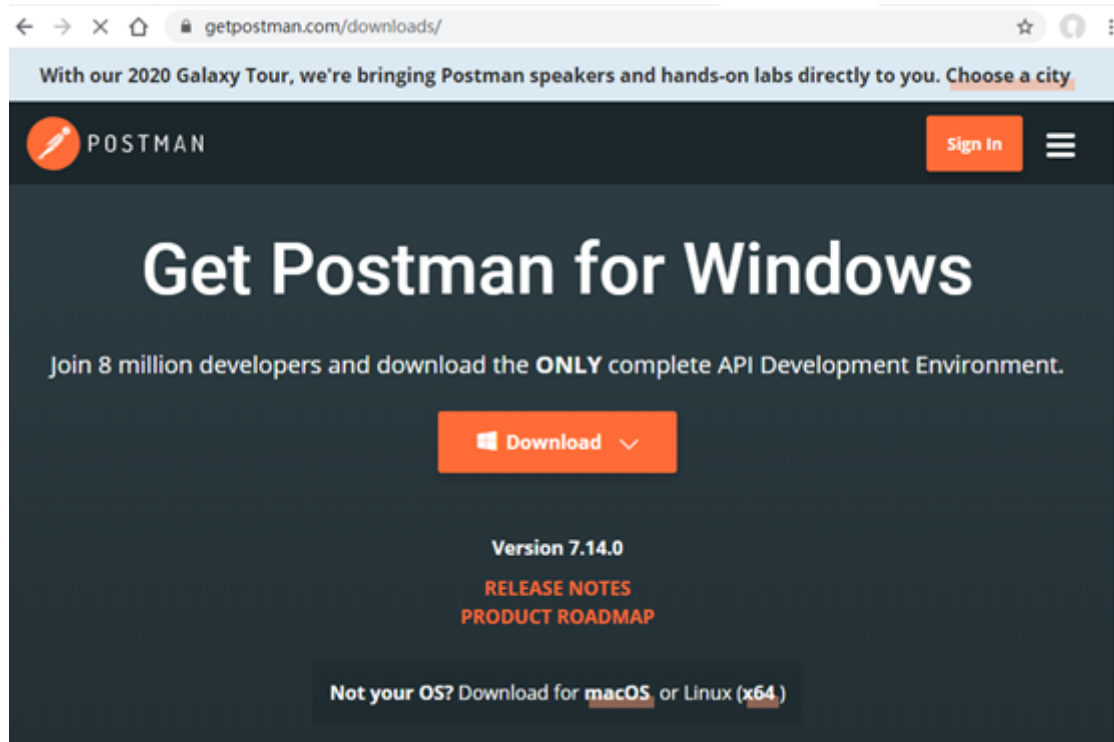 getpostman.com/downloads/
With our 2020 Galaxy Tour, we're bringing Postman speakers and hands-on labs directly to you. Choose a city
POSTMAN
Sign In
Get Postman for Windows
Join 8 million developers and download the ONLY complete API Development Environment.
Download
Version 7.14.0
RELEASE NOTES
PRODUCT ROADMAP
Not your OS? Download for macOS or Linux (x64)